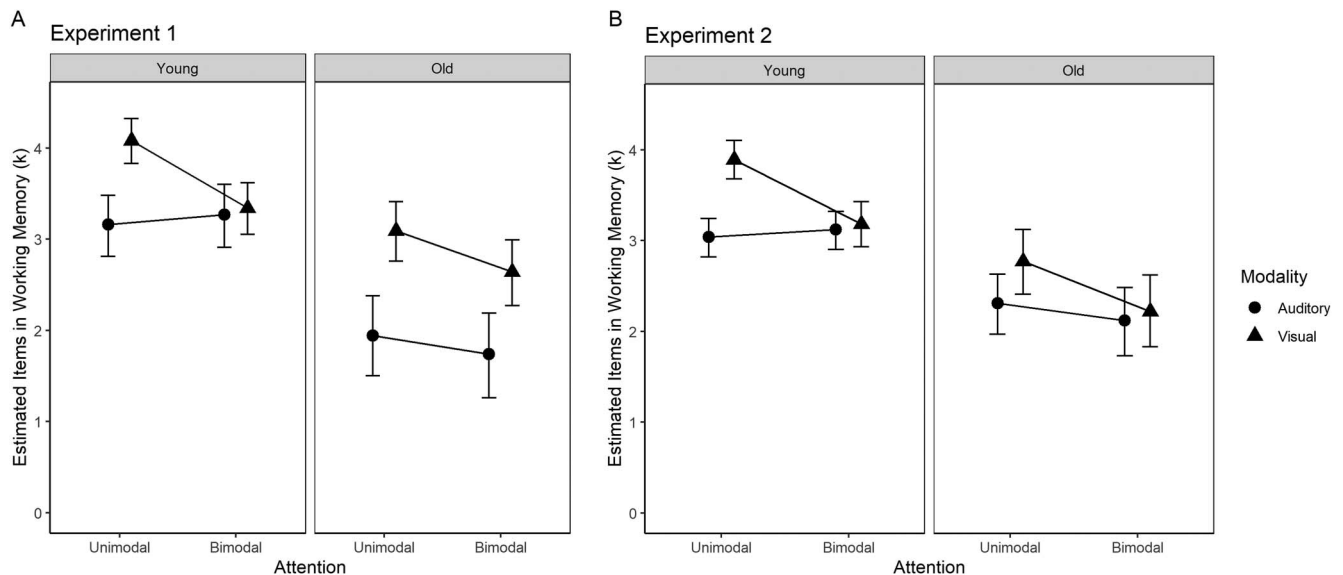 A
Experiment 1
Young
Old
Estimated Items in Working Memory (k)
4
3
2
1
0
Unimodal
Bimodal
Unimodal
Bimodal
Attention
B
Experiment 2
Young
Old
Estimated Items in Working Memory (k)
4
3
2
1
0
Unimodal
Bimodal
Unimodal
Bimodal
Attention
Modality
Auditory
Visual